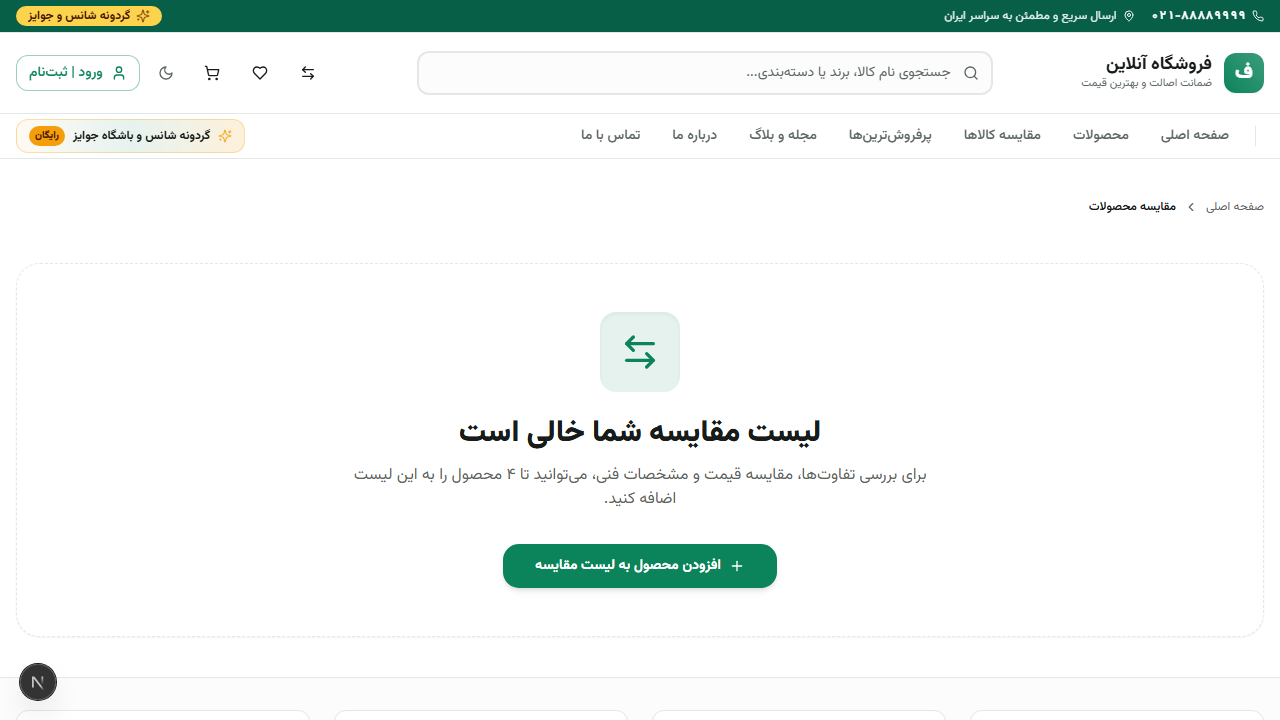 ۰۲۱-۸۸۸۸۹۹۹۹
ارسال سریع و مطمئن به سراسر ایران
گردونه شانس و جوایز
ف
فروشگاه آنلاین
ضمانت اصالت و بهترین قیمت
جستجوی نام کالا، برند یا دسته‌بندی...
ورود | ثبت‌نام
صفحه اصلی
محصولات
مقایسه کالاها
پرفروش‌ترین‌ها
مجله و بلاگ
درباره ما
تماس با ما
گردونه شانس و باشگاه جوایز
رایگان
صفحه اصلی
مقایسه محصولات
لیست مقایسه شما خالی است
برای بررسی تفاوت‌ها، مقایسه قیمت و مشخصات فنی، می‌توانید تا ۴ محصول را به این لیست
اضافه کنید.
افزودن محصول به لیست مقایسه
N